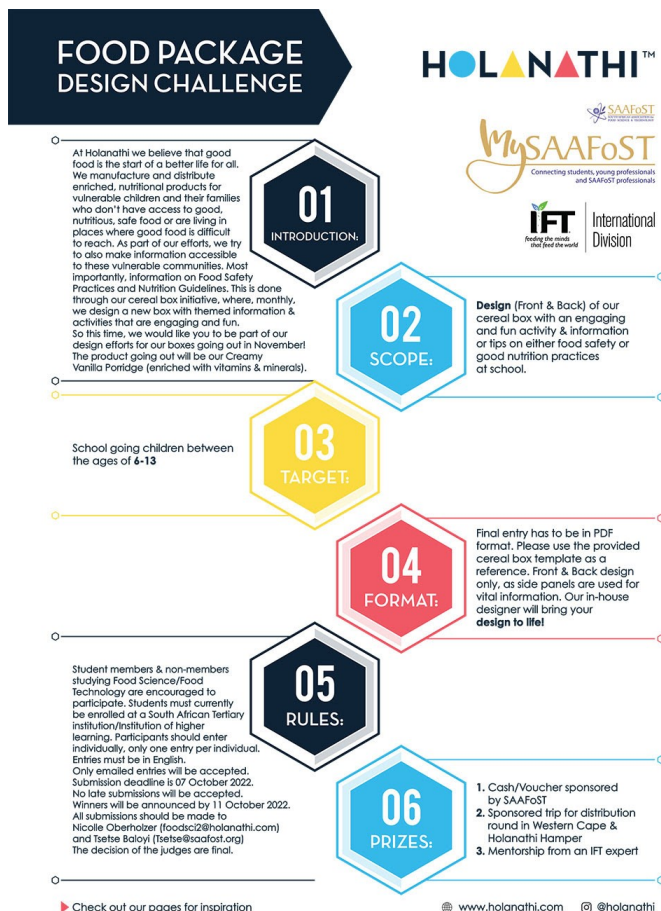 FOOD PACKAGE
DESIGN CHALLENGE
HOLANATHI™
SAAFoST
MySAAFoST
Connecting students, young professionals
and SAAFoST professionals
IFT
feeding the minds
that feed the world
International
Division
01
INTRODUCTION:
At Holanathi we believe that good
food is the start of a better life for all.
We manufacture and distribute
enriched, nutritional products for
vulnerable children and their families
who don't have access to good,
nutritious, safe food or are living in
places where good food is difficult
to reach. As part of our efforts, we try
to also make information accessible
to these vulnerable communities. Most
importantly, information on Food Safety
Practices and Nutrition Guidelines. This is done
through our cereal box initiative, where, monthly,
we design a new box with themed information &
activities that are engaging and fun.
So this time, we would like you to be part of our
design efforts for our boxes going out in November!
The product going out will be our Creamy
Vanilla Porridge (enriched with vitamins & minerals).
02
SCOPE:
Design (Front & Back) of our
cereal box with an engaging
and fun activity & information
or tips on either food safety or
good nutrition practices
at school.
03
TARGET:
School going children between
the ages of 6-13
04
FORMAT:
Final entry has to be in PDF
format. Please use the provided
cereal box template as a
reference. Front & Back design
only, as side panels are used for
vital information. Our in-house
designer will bring your
design to life!
05
RULES:
Student members & non-members
studying Food Science/Food
Technology are encouraged to
participate. Students must currently
be enrolled at a South African Tertiary
institution/Institution of higher
learning. Participants should enter
individually, only one entry per individual.
Entries must be in English.
Only emailed entries will be accepted.
Submission deadline is 07 October 2022.
No late submissions will be accepted.
Winners will be announced by 11 October 2022.
All submissions should be made to
Nicolle Oberholzer (foodsci2@holanathi.com)
and Tsetse Baloyi (Tsetse@saafost.org)
The decision of the judges are final.
06
PRIZES:
1. Cash/Voucher sponsored
by SAAFoST
2. Sponsored trip for distribution
round in Western Cape &
Holanathi Hamper
3. Mentorship from an IFT expert
Check out our pages for inspiration
www.holanathi.com
@holanathi